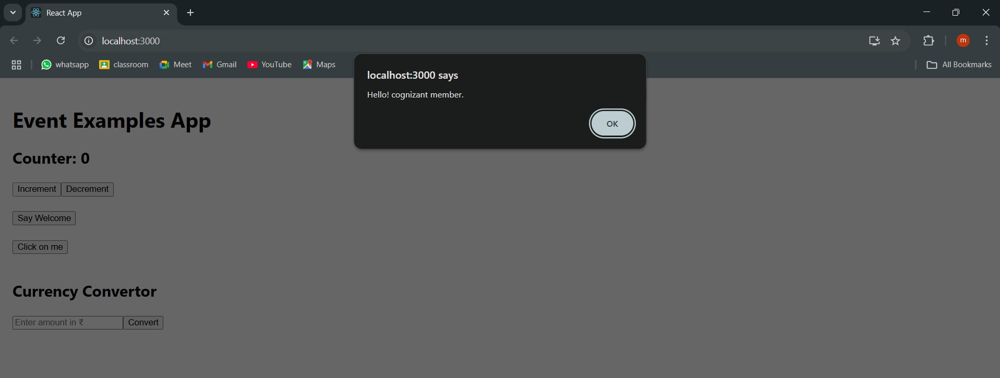 React App
localhost:3000
whatsapp classroom Meet Gmail YouTube Maps All Bookmarks
m
localhost:3000 says
Hello! cognizant member.
OK
Event Examples App
Counter: 0
Increment Decrement
Say Welcome
Click on me
Currency Convertor
Enter amount in ₹ Convert